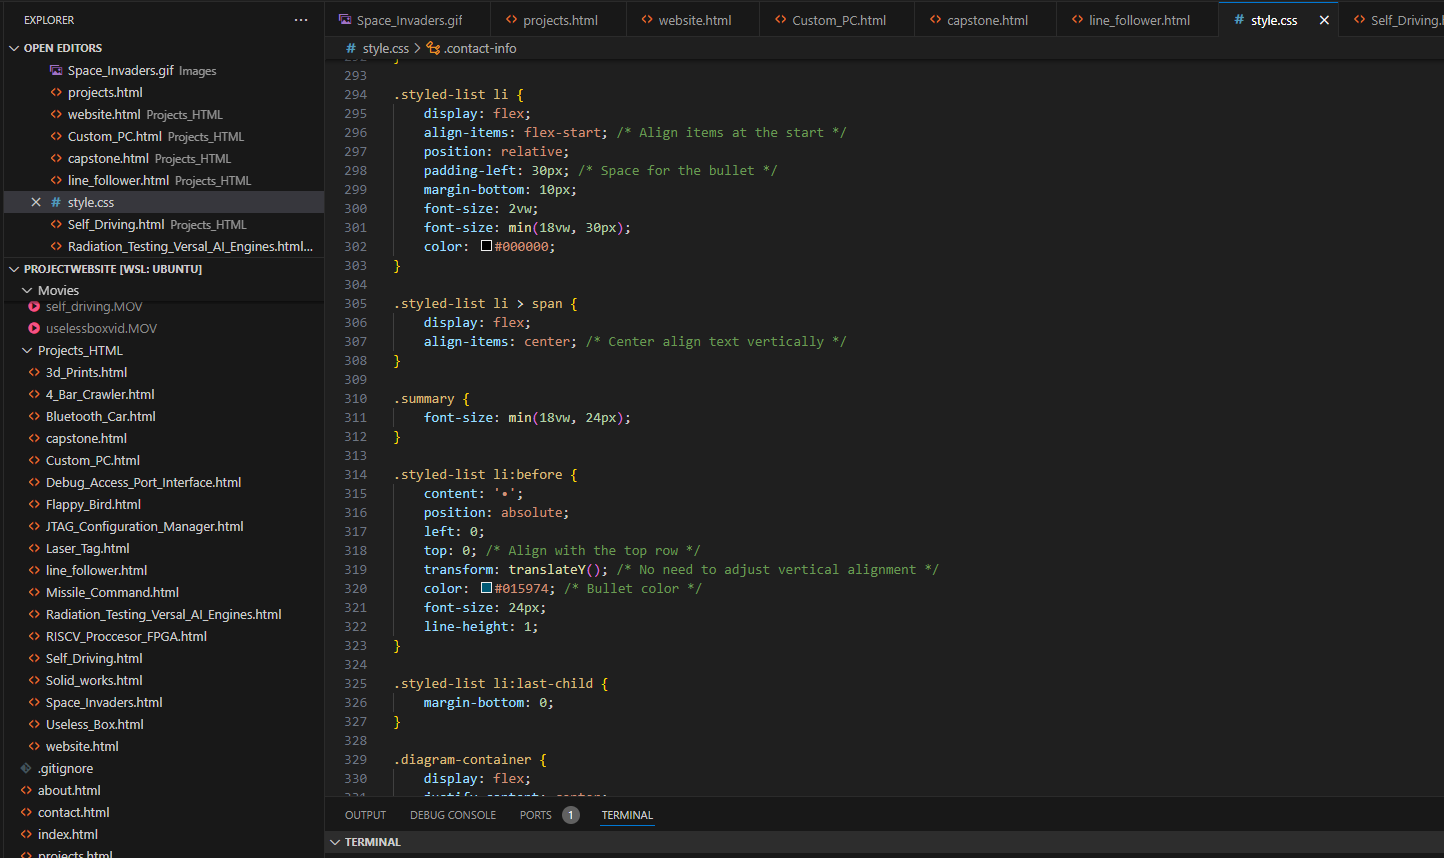 EXPLORER
OPEN EDITORS
Space_Invaders.gif Images
projects.html
website.html Projects_HTML
Custom_PC.html Projects_HTML
capstone.html Projects_HTML
line_follower.html Projects_HTML
# style.css
Self_Driving.html Projects_HTML
Radiation_Testing_Versal_AI_Engines.html...
PROJECTWEBSITE [WSL: UBUNTU]
Movies
self_driving.MOV
uselessboxvid.MOV
Projects_HTML
3d_Prints.html
4_Bar_Crawler.html
Bluetooth_Car.html
capstone.html
Custom_PC.html
Debug_Access_Port_Interface.html
Flappy_Bird.html
JTAG_Configuration_Manager.html
Laser_Tag.html
line_follower.html
Missile_Command.html
Radiation_Testing_Versal_AI_Engines.html
RISCV_Proccesor_FPGA.html
Self_Driving.html
Solid_works.html
Space_Invaders.html
Useless_Box.html
website.html
.gitignore
about.html
contact.html
index.html
projects.html
Space_Invaders.gif projects.html website.html Custom_PC.html capstone.html line_follower.html # style.css Self_Driving.
# style.css > .contact-info
292 }
293
294 .styled-list li {
295 display: flex;
296 align-items: flex-start; /* Align items at the start */
297 position: relative;
298 padding-left: 30px; /* Space for the bullet */
299 margin-bottom: 10px;
300 font-size: 2vw;
301 font-size: min(18vw, 30px);
302 color: #000000;
303 }
304
305 .styled-list li > span {
306 display: flex;
307 align-items: center; /* Center align text vertically */
308 }
309
310 .summary {
311 font-size: min(18vw, 24px);
312 }
313
314 .styled-list li:before {
315 content: '•';
316 position: absolute;
317 left: 0;
318 top: 0; /* Align with the top row */
319 transform: translateY(); /* No need to adjust vertical alignment */
320 color: #015974; /* Bullet color */
321 font-size: 24px;
322 line-height: 1;
323 }
324
325 .styled-list li:last-child {
326 margin-bottom: 0;
327 }
328
329 .diagram-container {
330 display: flex;
331 justify-content: center;
OUTPUT DEBUG CONSOLE PORTS 1 TERMINAL
TERMINAL